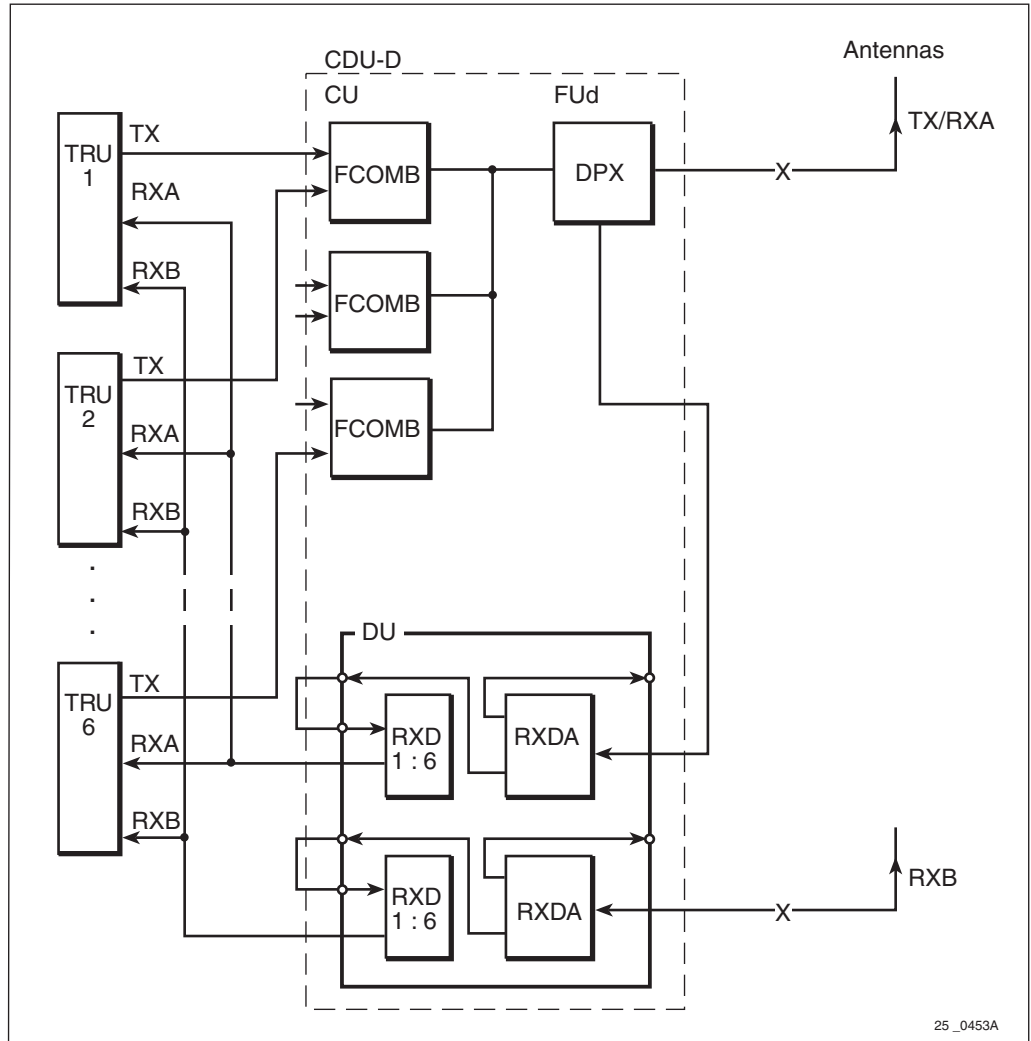 CDU-D
CU
FUd
Antennas
TRU
1
TX
RXA
RXB
FCOMB
DPX
X
TX/RXA
FCOMB
TRU
2
TX
RXA
RXB
FCOMB
.
.
.
DU
TRU
6
TX
RXA
RXB
RXD
1 : 6
RXDA
RXD
1 : 6
RXDA
X
RXB
25 _0453A